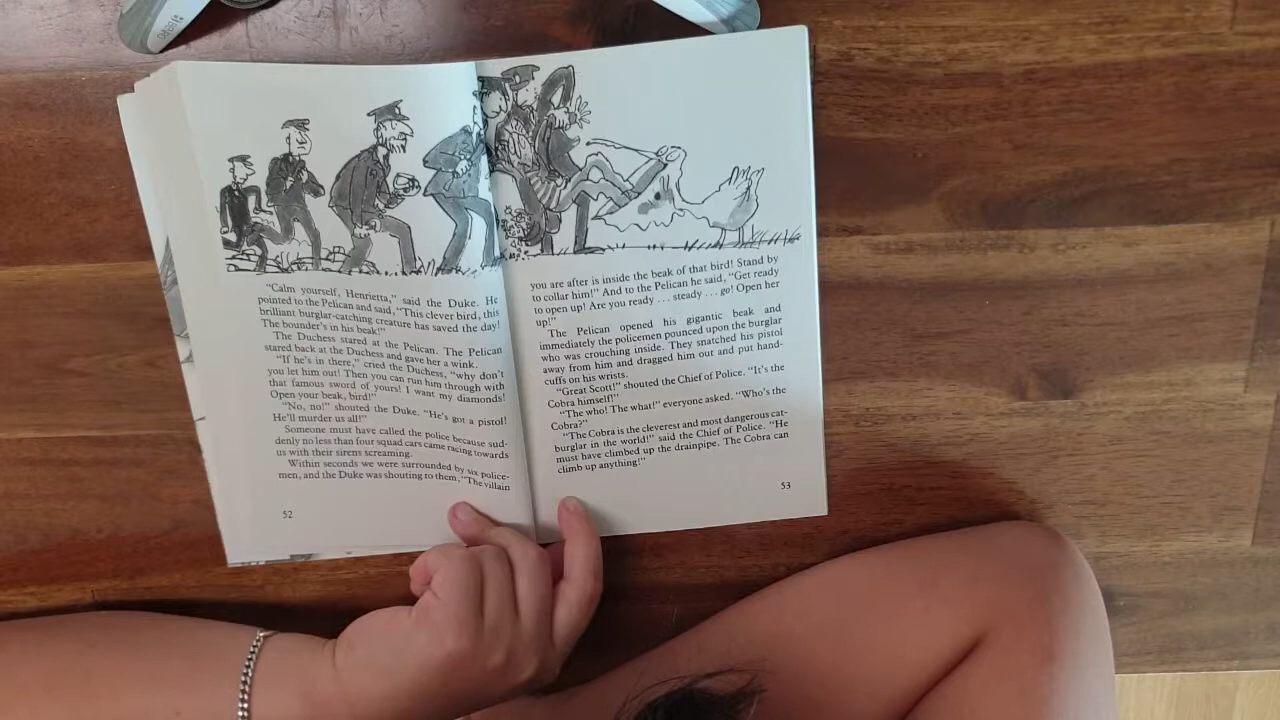 "Calm yourself, Henrietta," said the Duke. He
pointed to the Pelican and said, "This clever bird, this
brilliant burglar-catching creature has saved the day!
The bounder's in his beak!"
The Duchess stared at the Pelican. The Pelican
stared back at the Duchess and gave her a wink.
"If he's in there," cried the Duchess, "why don't
you let him out! Then you can run him through with
that famous sword of yours! I want my diamonds!
Open your beak, bird!"
"No, no!" shouted the Duke. "He's got a pistol!
He'll murder us all!"
Someone must have called the police because sud-
denly no less than four squad cars came racing towards
us with their sirens screaming.
Within seconds we were surrounded by six police-
men, and the Duke was shouting to them, "The villain
52
you are after is inside the beak of that bird! Stand by
to collar him!" And to the Pelican he said, "Get ready
to open up! Are you ready . . . steady . . . go! Open her
up!"
The Pelican opened his gigantic beak and
immediately the policemen pounced upon the burglar
who was crouching inside. They snatched his pistol
away from him and dragged him out and put hand-
cuffs on his wrists.
"Great Scott!" shouted the Chief of Police. "It's the
Cobra himself!"
"The who! The what!" everyone asked. "Who's the
Cobra?"
"The Cobra is the cleverest and most dangerous cat-
burglar in the world!" said the Chief of Police. "He
must have climbed up the drainpipe. The Cobra can
climb up anything!"
53